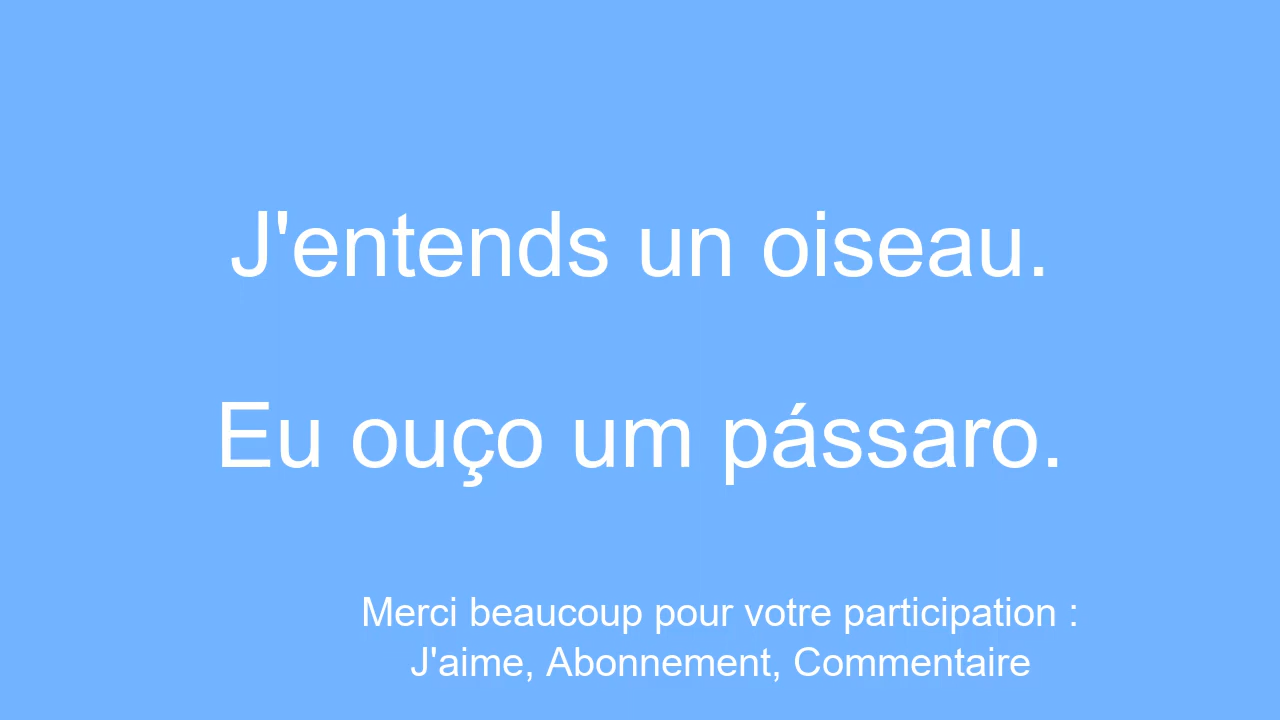 J'entends un oiseau.
Eu ouço um pássaro.
Merci beaucoup pour votre participation :
J'aime, Abonnement, Commentaire